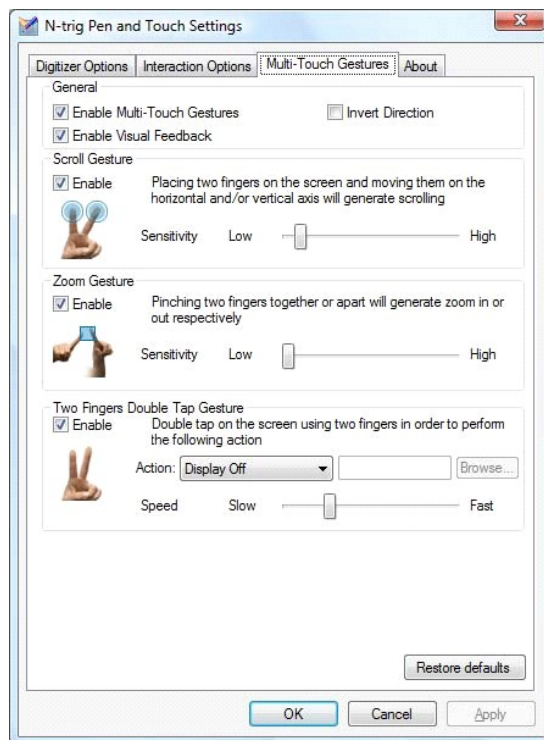 N-trig Pen and Touch Settings
Digitizer Options
Interaction Options
Multi-Touch Gestures
About
General
Enable Multi-Touch Gestures
Invert Direction
Enable Visual Feedback
Scroll Gesture
Enable
Placing two fingers on the screen and moving them on the
horizontal and/or vertical axis will generate scrolling
Sensitivity
Low
High
Zoom Gesture
Enable
Pinching two fingers together or apart will generate zoom in or
out respectively
Sensitivity
Low
High
Two Fingers Double Tap Gesture
Enable
Double tap on the screen using two fingers in order to perform
the following action
Action:
Display Off
Browse...
Speed
Slow
Fast
Restore defaults
OK
Cancel
Apply